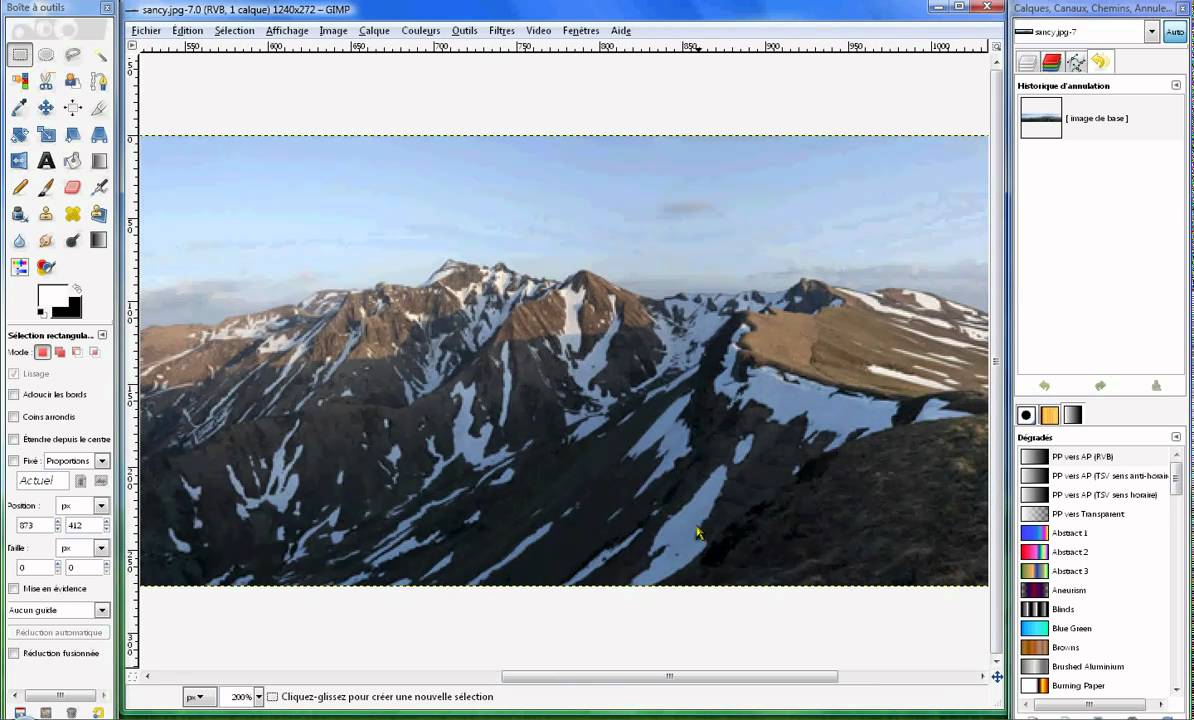 Boîte à outils
sancy.jpg-7.0 (RVB, 1 calque) 1240x272 – GIMP
Calques, Canaux, Chemins, Annule...
Fichier Édition Sélection Affichage Image Calque Couleurs Outils Filtres Vidéo Fenêtres Aide
sancy.jpg-7
Auto
550 600 650 700 750 800 850 900 950 1000
Historique d'annulation
[ image de base ]
Sélection rectangula...
Mode :
Lissage
Adoucir les bords
Coins arrondis
Étendre depuis le centre
Fixé : Proportions
Actuel
Position : px
873 412
Taille : px
0 0
Mise en évidence
Aucun guide
Réduction automatique
Réduction fusionnée
px 200% Cliquez-glissez pour créer une nouvelle sélection
Dégradés
PP vers AP (RVB)
PP vers AP (TSV sens anti-horair
PP vers AP (TSV sens horaire)
PP vers Transparent
Abstract 1
Abstract 2
Abstract 3
Aneurism
Blinds
Blue Green
Browns
Brushed Aluminium
Burning Paper